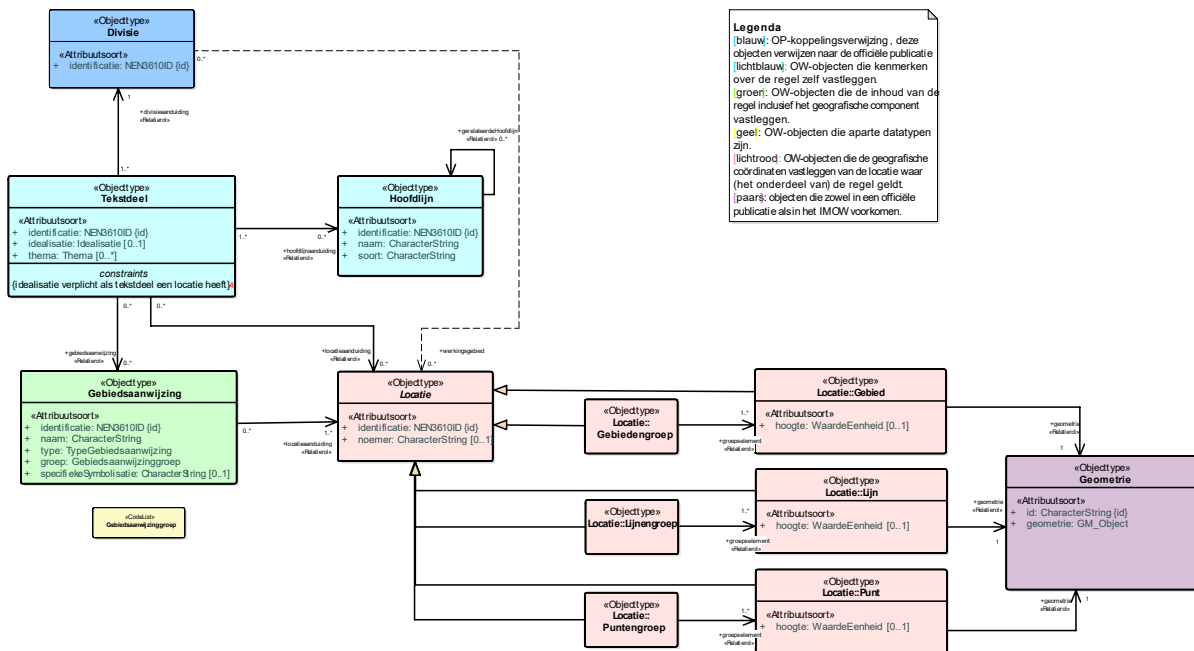 «Objecttype»
Divisie
«Attribuutsoort»
+ identificatie: NEN3610ID {id}
0..*
1
+divisieaanduiding
«Relatierol»
1..*
«Objecttype»
Tekstdeel
«Attribuutsoort»
+ identificatie: NEN3610ID {id}
+ idealisatie: Idealisatie [0..1]
+ thema: Thema [0..*]
constraints
{idealisatie verplicht als tekstdeel een locatie heeft}
1..*
0..*
+hoofdlijnaanduiding
«Relatierol»
+gerelateerdeHoofdlijn
«Relatierol» 0..*
«Objecttype»
Hoofdlijn
«Attribuutsoort»
+ identificatie: NEN3610ID {id}
+ naam: CharacterString
+ soort: CharacterString
Legenda
[blauw]: OP-koppelingsverwijzing, deze
objecten verwijzen naar de officiële publicatie
[lichtblauw]: OW-objecten die kenmerken
over de regel zelf vastleggen.
[groen]: OW-objecten die de inhoud van de
regel inclusief het geografische component
vastleggen.
[geel]: OW-objecten die aparte datatypen
zijn.
[lichtrood]: OW-objecten die de geografische
coördinaten vastleggen van de locatie waar
(het onderdeel van) de regel geldt.
[paars]: objecten die zowel in een officiële
publicatie als in het IMOW voorkomen.
0..*
0..*
+gebiedsaanwijzing
«Relatierol»
0..*
+locatieaanduiding
«Relatierol»
0..*
+werkingsgebied
0..*
«Objecttype»
Gebiedsaanwijzing
«Attribuutsoort»
+ identificatie: NEN3610ID {id}
+ naam: CharacterString
+ type: TypeGebiedsaanwijzing
+ groep: Gebiedsaanwijzinggroep
+ specifiekeSymbolisatie: CharacterString [0..1]
0..*
1..*
+locatieaanduiding
«Relatierol»
«Objecttype»
Locatie
«Attribuutsoort»
+ identificatie: NEN3610ID {id}
+ noemer: CharacterString [0..1]
«CodeList»
Gebiedsaanwijzinggroep
Locatie::
Gebiedengroep
1..*
+groepselement
«Relatierol»
«Objecttype»
Locatie::Gebied
«Attribuutsoort»
+ hoogte: WaardeEenheid [0..1]
+geometrie
«Relatierol»
1
Locatie::Lijnengroep
1..*
+groepselement
«Relatierol»
«Objecttype»
Locatie::Lijn
«Attribuutsoort»
+ hoogte: WaardeEenheid [0..1]
+geometrie
«Relatierol»
1
«Objecttype»
Geometrie
«Attribuutsoort»
+ id: CharacterString {id}
+ geometrie: GM_Object
Locatie::
Puntengroep
1..*
+groepselement
«Relatierol»
«Objecttype»
Locatie::Punt
«Attribuutsoort»
+ hoogte: WaardeEenheid [0..1]
+geometrie
«Relatierol»
1